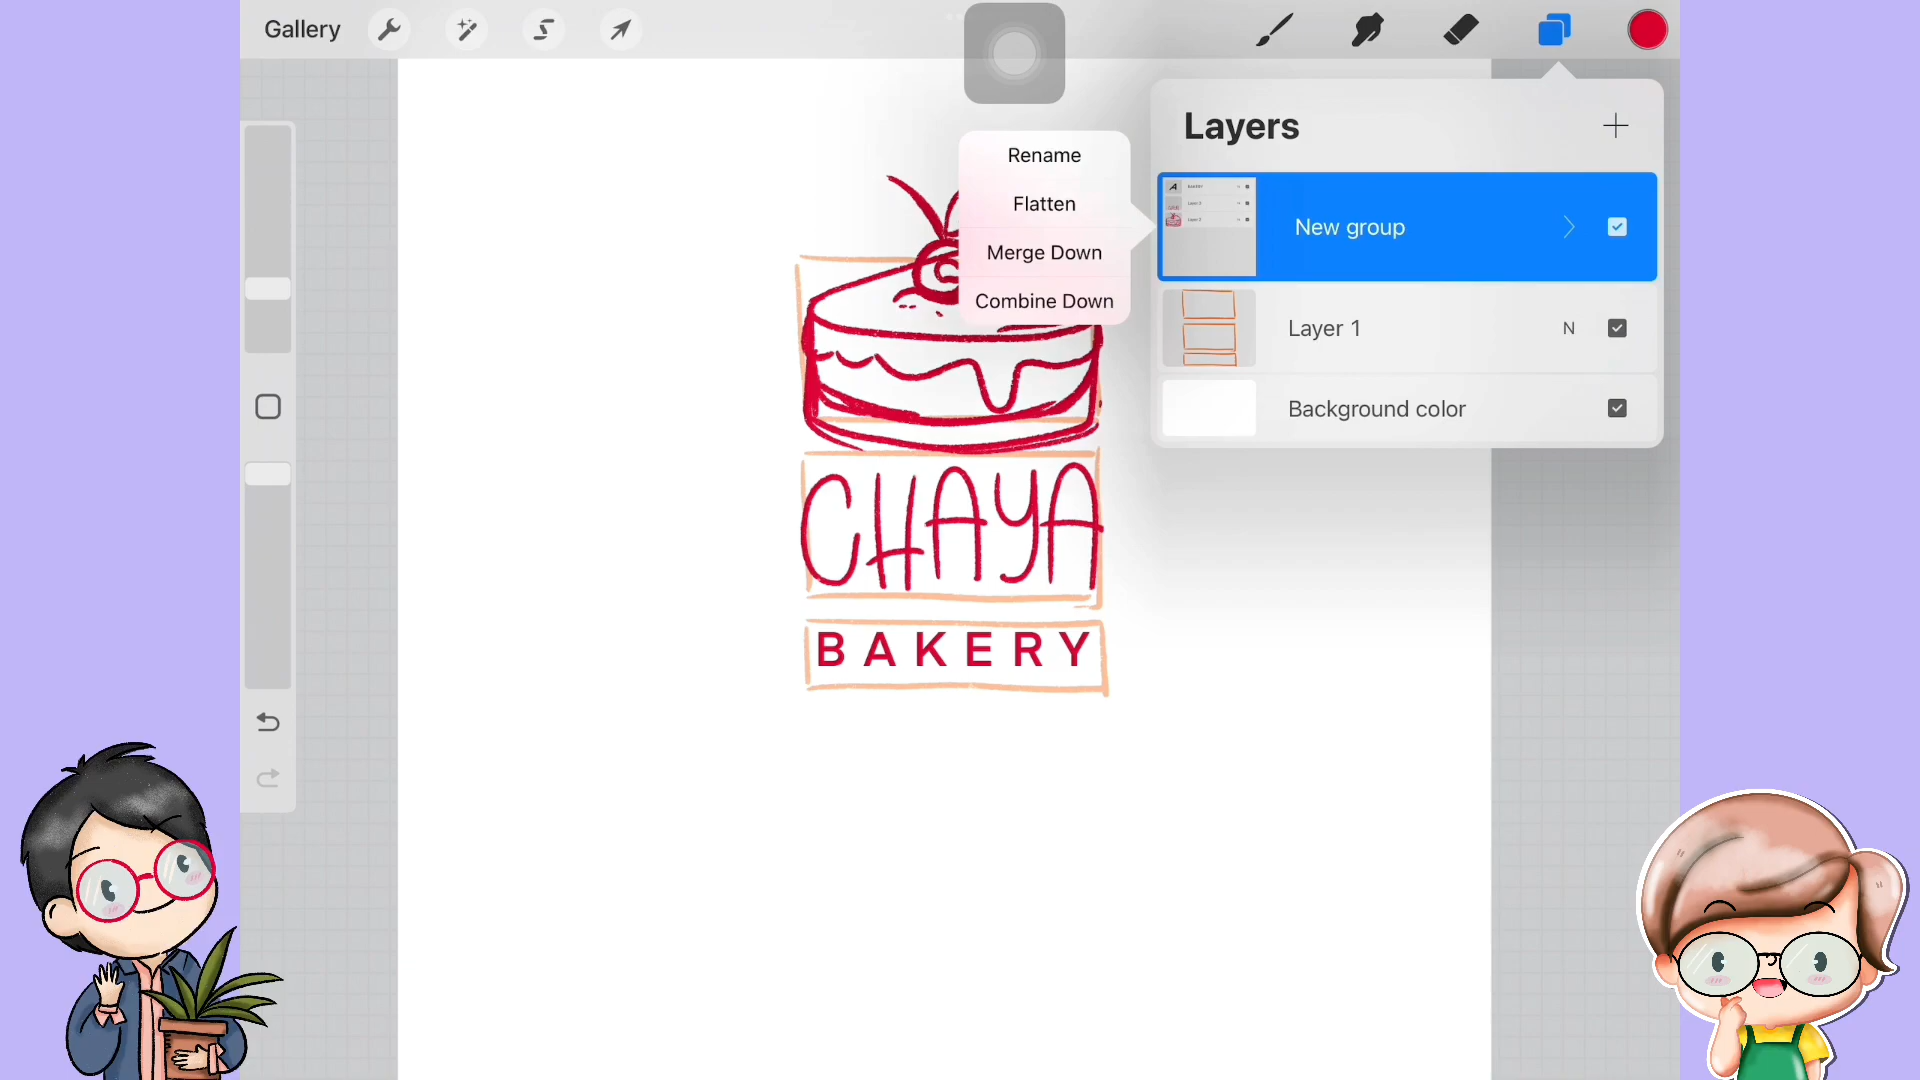 Gallery
Layers
Rename
Flatten
Merge Down
Combine Down
New group
Layer 1
N
Background color
CHAYA
BAKERY